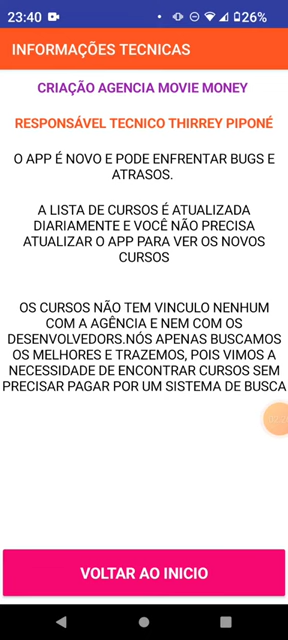 23:40 26%
INFORMAÇÕES TECNICAS
CRIAÇÃO AGENCIA MOVIE MONEY
RESPONSÁVEL TECNICO THIRREY PIPONÉ
O APP É NOVO E PODE ENFRENTAR BUGS E
ATRASOS.
A LISTA DE CURSOS É ATUALIZADA
DIARIAMENTE E VOCÊ NÃO PRECISA
ATUALIZAR O APP PARA VER OS NOVOS
CURSOS
OS CURSOS NÃO TEM VINCULO NENHUM
COM A AGÊNCIA E NEM COM OS
DESENVOLVEDORS.NÓS APENAS BUSCAMOS
OS MELHORES E TRAZEMOS, POIS VIMOS A
NECESSIDADE DE ENCONTRAR CURSOS SEM
PRECISAR PAGAR POR UM SISTEMA DE BUSCA
VOLTAR AO INICIO